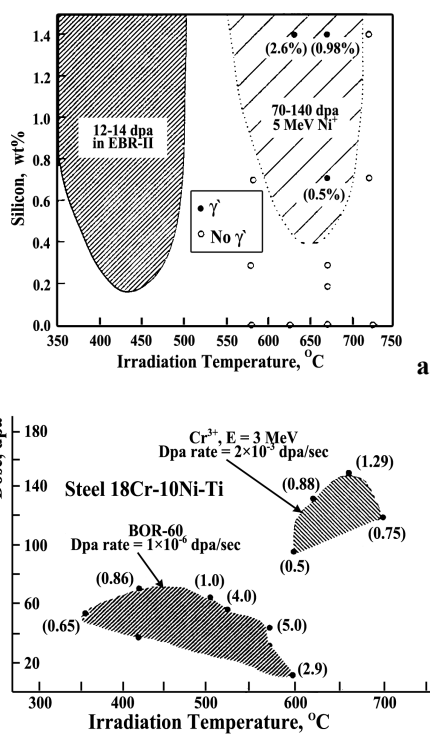 1.4
1.2
1.0
0.8
0.6
0.4
0.2
0.0
Silicon, wt%
(2.6%) (0.98%)
12-14 dpa
in EBR-II
70-140 dpa
5 MeV Ni+
(0.5%)
γ`
No γ`
350 400 450 500 550 600 650 700 750
Irradiation Temperature, °C
a
180
140
100
60
20
dpa
Cr3+, E = 3 MeV
Dpa rate = 2×10-3 dpa/sec
Steel 18Cr-10Ni-Ti
(0.88)
(1.29)
(0.75)
(0.5)
BOR-60
Dpa rate = 1×10-6 dpa/sec
(0.86)
(1.0)
(4.0)
(0.65)
(5.0)
(2.9)
300 400 500 600 700
Irradiation Temperature, °C